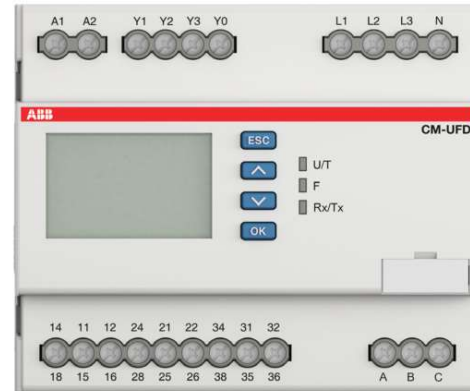 A1 A2 Y1 Y2 Y3 Y0 L1 L2 L3 N
ABB
CM-UFD
ESC
U/T
F
Rx/Tx
OK
14 11 12 24 21 22 34 31 32
18 15 16 28 25 26 38 35 36 A B C